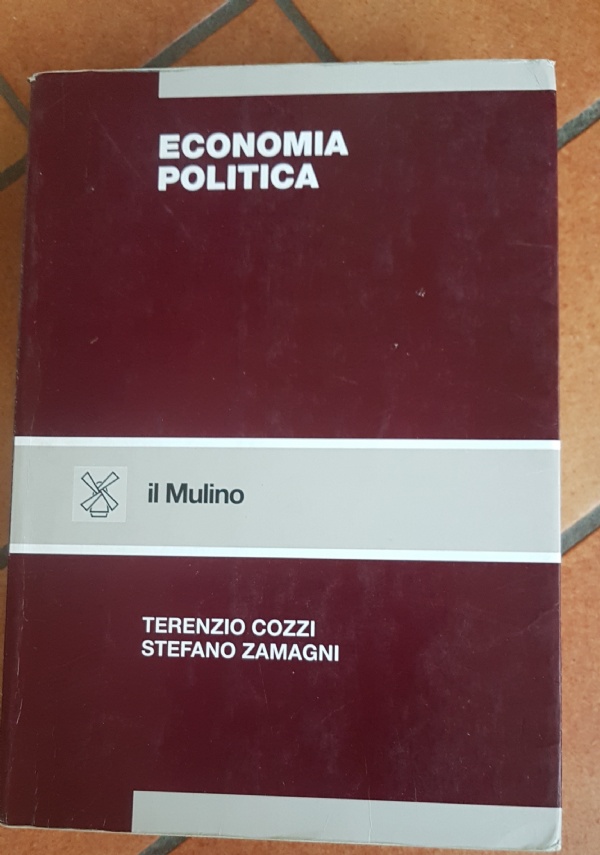 ECONOMIA
POLITICA
il Mulino
TERENZIO COZZI
STEFANO ZAMAGNI